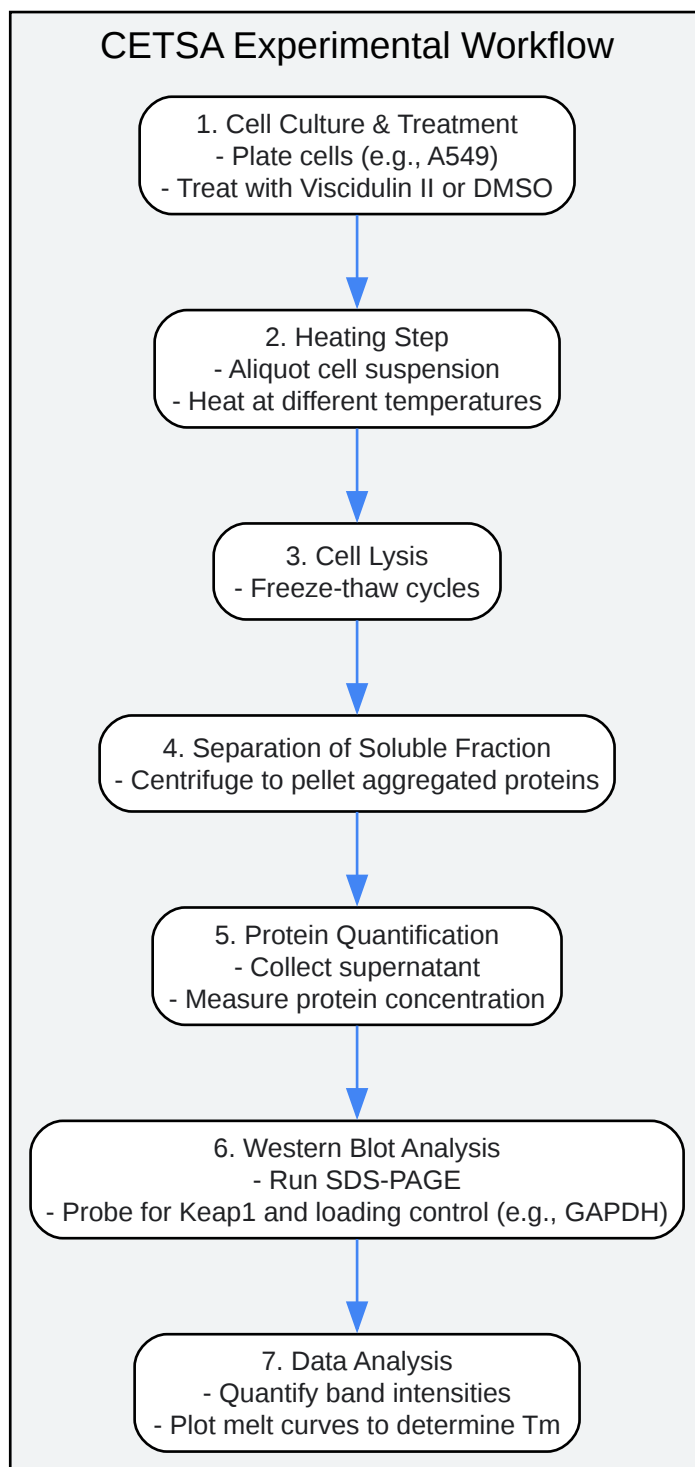 CETSA Experimental Workflow
1. Cell Culture & Treatment
- Plate cells (e.g., A549)
- Treat with Viscidulin II or DMSO
2. Heating Step
- Aliquot cell suspension
- Heat at different temperatures
3. Cell Lysis
- Freeze-thaw cycles
4. Separation of Soluble Fraction
- Centrifuge to pellet aggregated proteins
5. Protein Quantification
- Collect supernatant
- Measure protein concentration
6. Western Blot Analysis
- Run SDS-PAGE
- Probe for Keap1 and loading control (e.g., GAPDH)
7. Data Analysis
- Quantify band intensities
- Plot melt curves to determine Tm